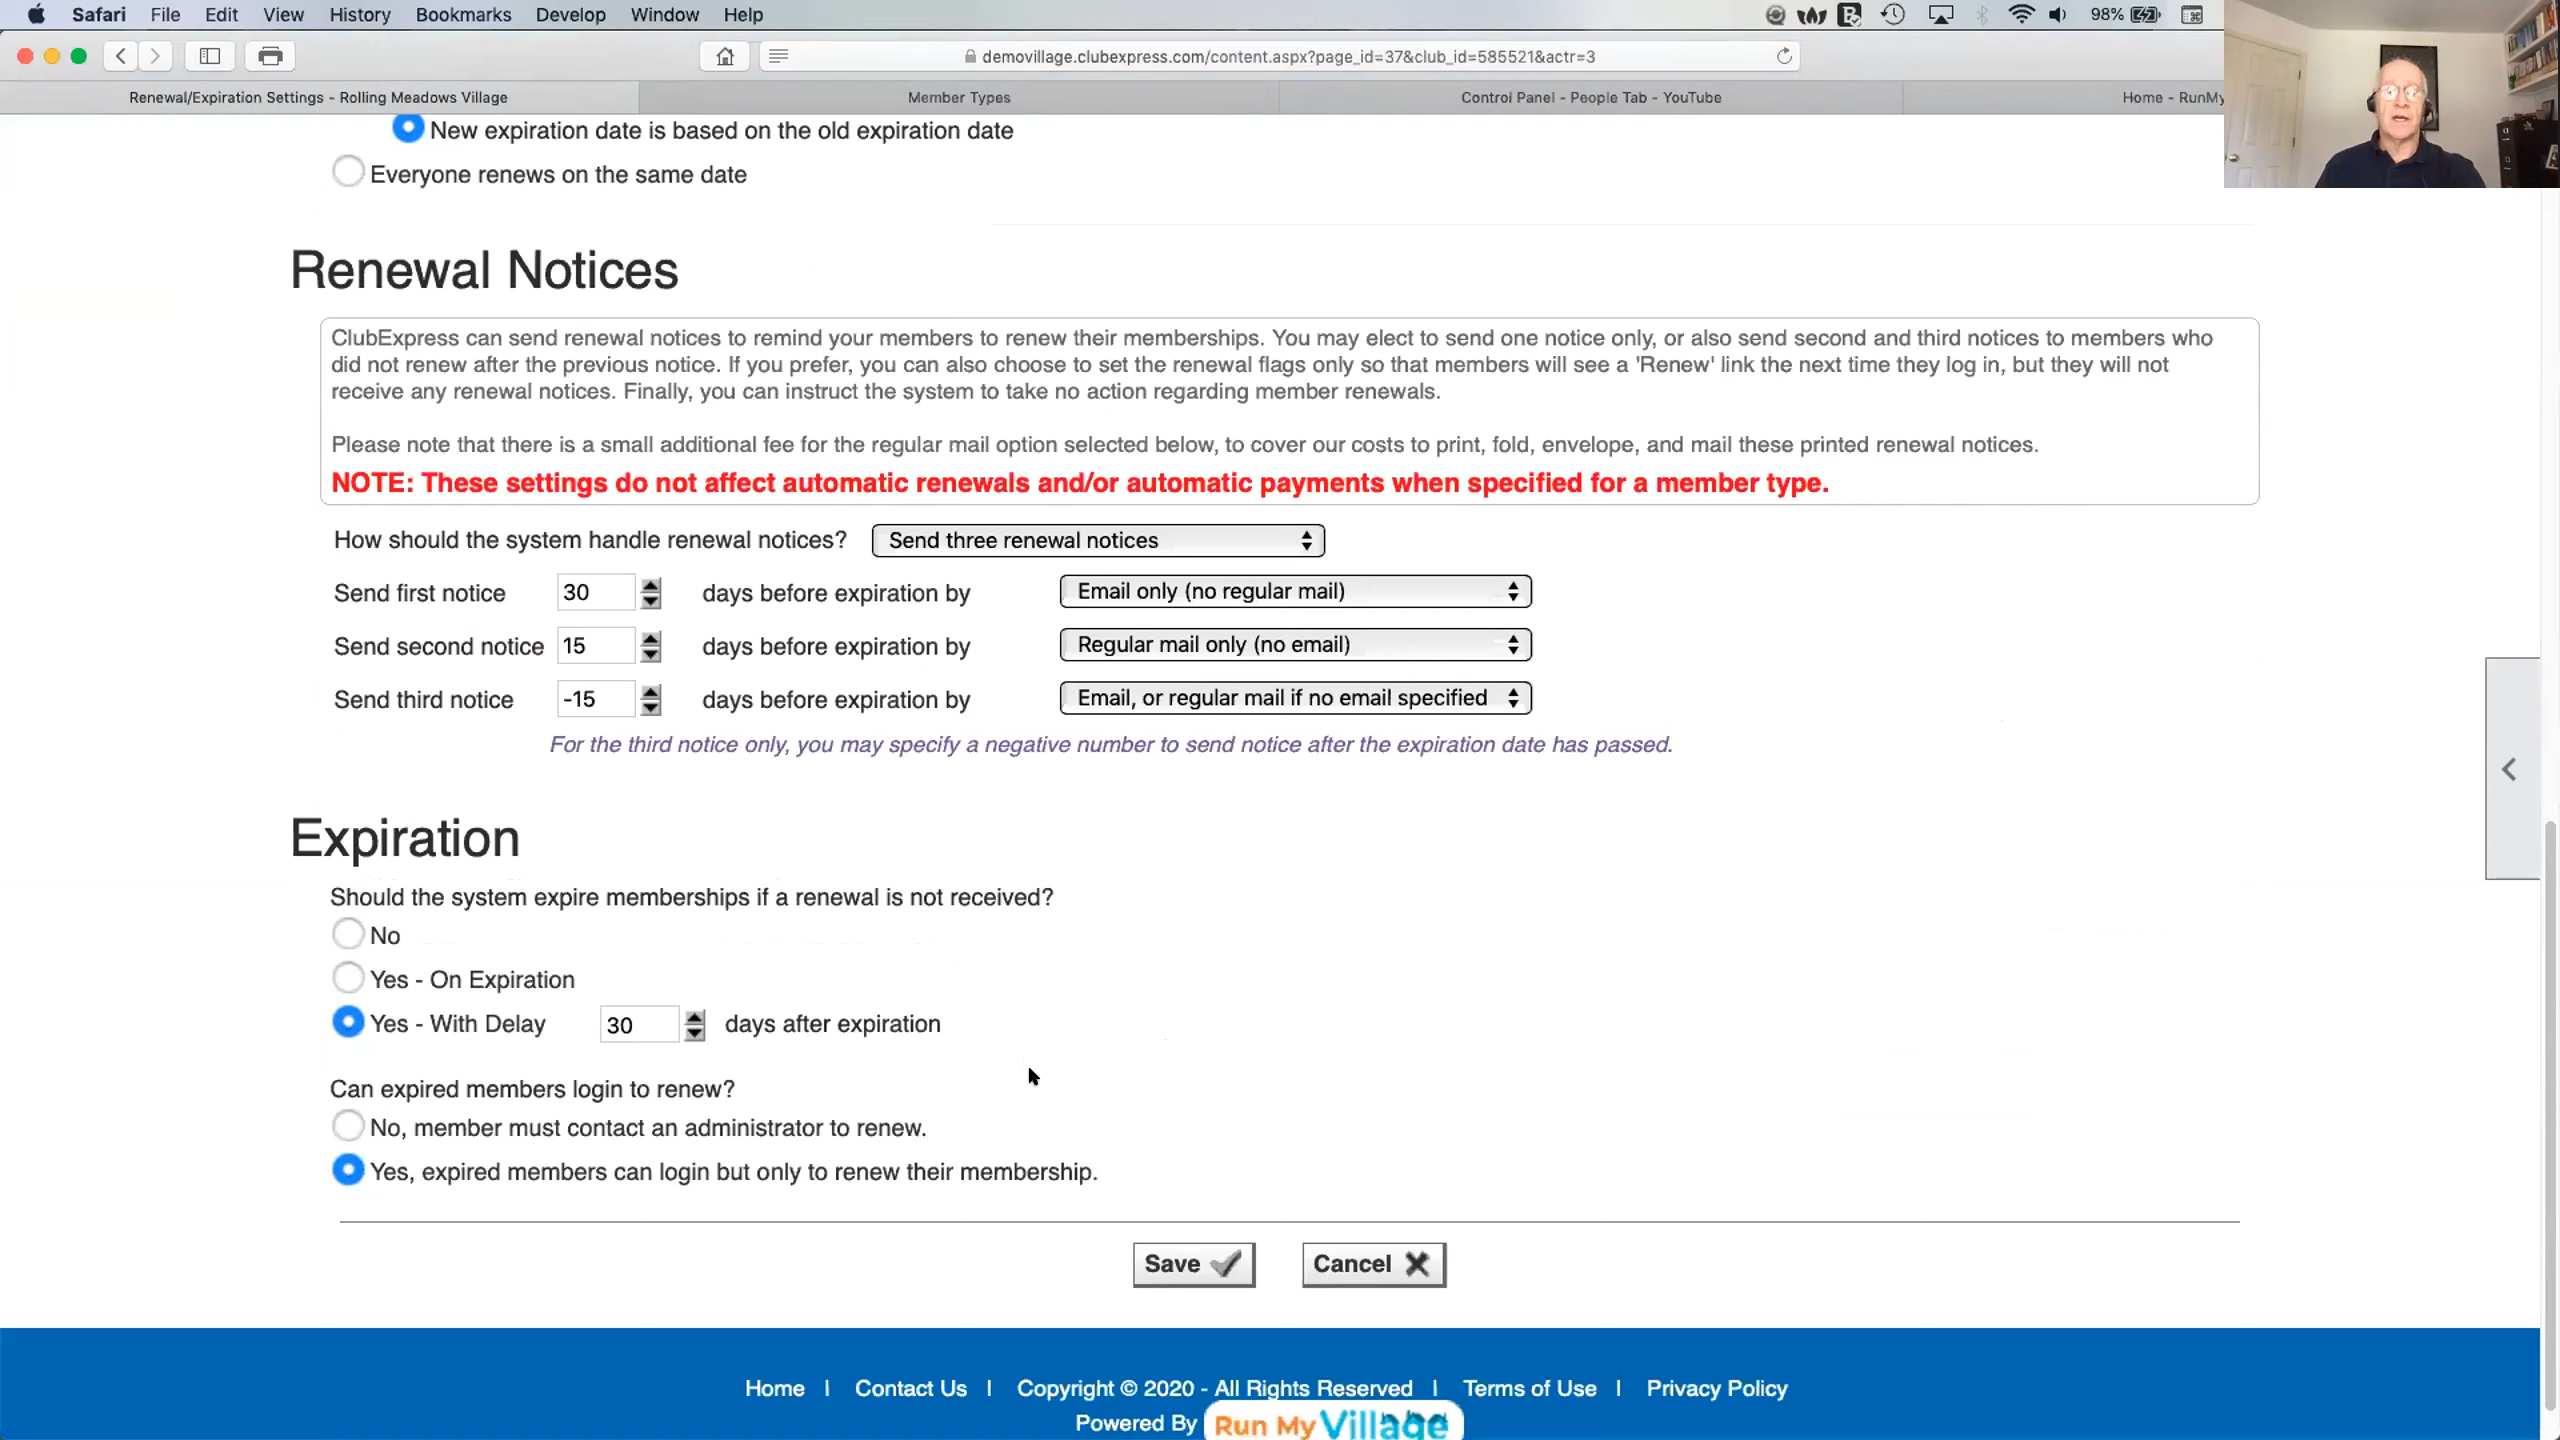 Safari File Edit View History Bookmarks Develop Window Help 98%
demovillage.clubexpress.com/content.aspx?page_id=37&club_id=585521&actr=3
Renewal/Expiration Settings - Rolling Meadows Village Member Types Control Panel - People Tab - YouTube Home - RunMy
New expiration date is based on the old expiration date
Everyone renews on the same date
Renewal Notices
ClubExpress can send renewal notices to remind your members to renew their memberships. You may elect to send one notice only, or also send second and third notices to members who
did not renew after the previous notice. If you prefer, you can also choose to set the renewal flags only so that members will see a 'Renew' link the next time they log in, but they will not
receive any renewal notices. Finally, you can instruct the system to take no action regarding member renewals.
Please note that there is a small additional fee for the regular mail option selected below, to cover our costs to print, fold, envelope, and mail these printed renewal notices.
NOTE: These settings do not affect automatic renewals and/or automatic payments when specified for a member type.
How should the system handle renewal notices? Send three renewal notices
Send first notice 30 days before expiration by Email only (no regular mail)
Send second notice 15 days before expiration by Regular mail only (no email)
Send third notice -15 days before expiration by Email, or regular mail if no email specified
For the third notice only, you may specify a negative number to send notice after the expiration date has passed.
Expiration
Should the system expire memberships if a renewal is not received?
No
Yes - On Expiration
Yes - With Delay 30 days after expiration
Can expired members login to renew?
No, member must contact an administrator to renew.
Yes, expired members can login but only to renew their membership.
Save Cancel
Home | Contact Us | Copyright © 2020 - All Rights Reserved | Terms of Use | Privacy Policy
Powered By Run My Village